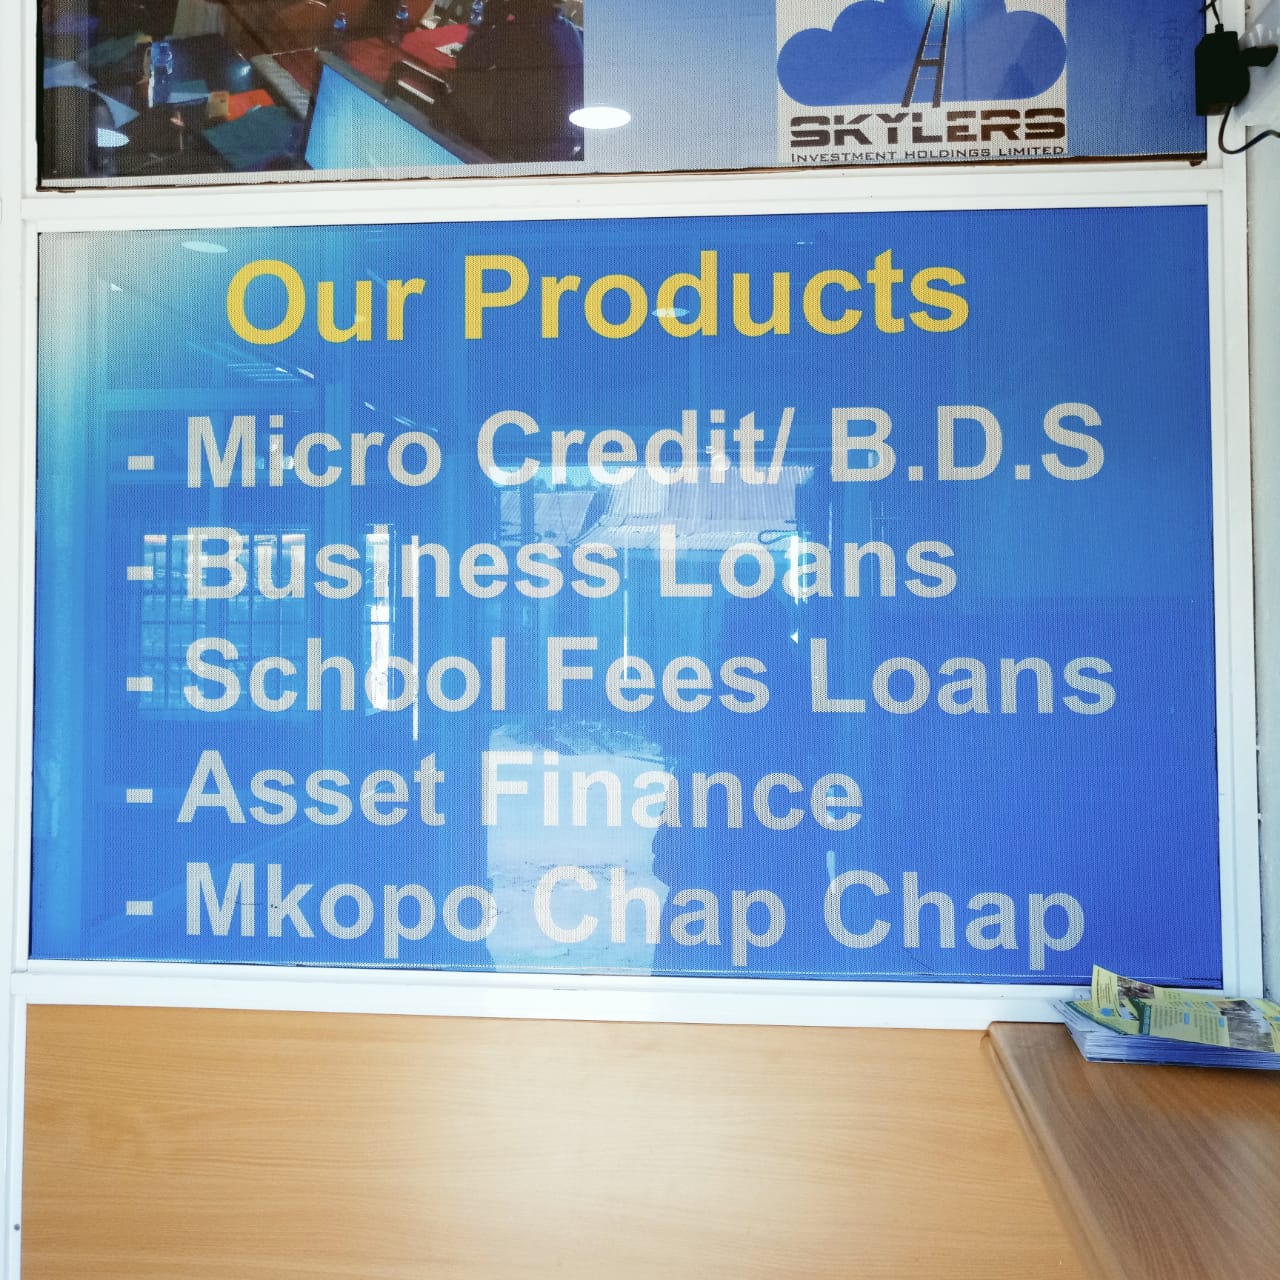 SKYLERS
INVESTMENT HOLDINGS LIMITED
Our Products
- Micro Credit/ B.D.S
- Business Loans
- School Fees Loans
- Asset Finance
- Mkopo Chap Chap